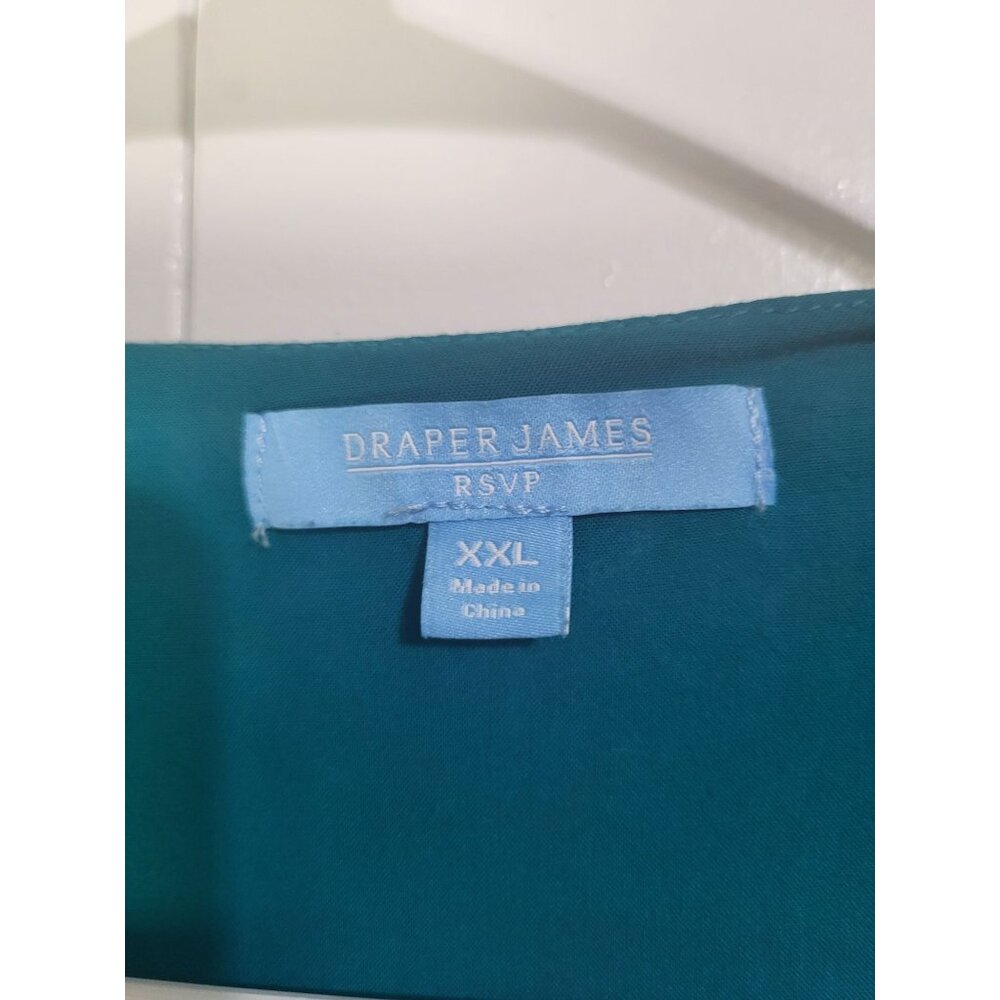 DRAPER JAMES
RSVP
XXL
Made in
China